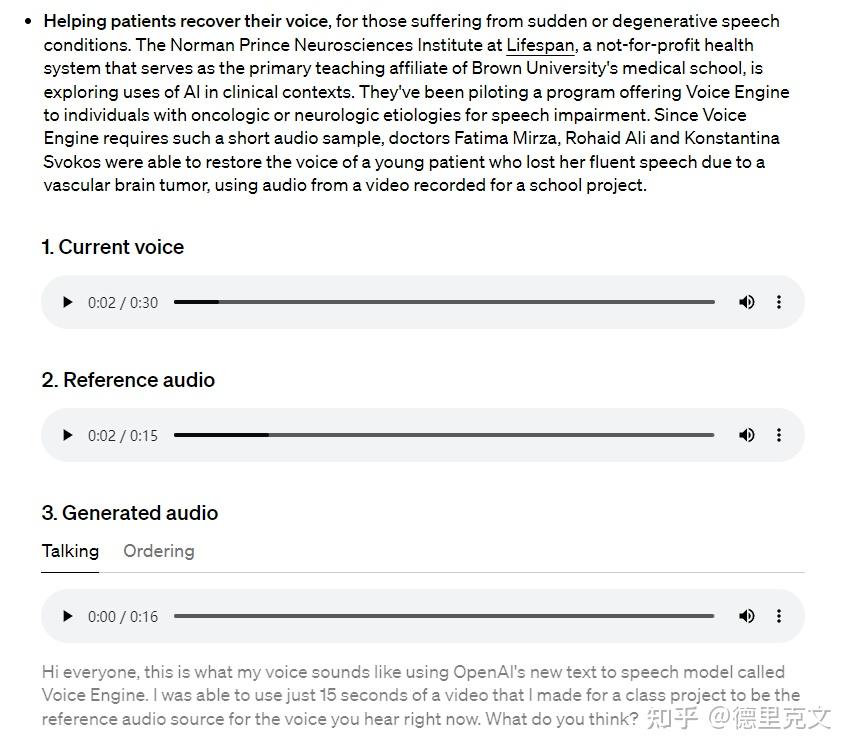 Helping patients recover their voice, for those suffering from sudden or degenerative speech
conditions. The Norman Prince Neurosciences Institute at Lifespan, a not-for-profit health
system that serves as the primary teaching affiliate of Brown University's medical school, is
exploring uses of AI in clinical contexts. They've been piloting a program offering Voice Engine
to individuals with oncologic or neurologic etiologies for speech impairment. Since Voice
Engine requires such a short audio sample, doctors Fatima Mirza, Rohaid Ali and Konstantina
Svokos were able to restore the voice of a young patient who lost her fluent speech due to a
vascular brain tumor, using audio from a video recorded for a school project.
1. Current voice
0:02 / 0:30
2. Reference audio
0:02 / 0:15
3. Generated audio
Talking Ordering
0:00 / 0:16
Hi everyone, this is what my voice sounds like using OpenAI's new text to speech model called
Voice Engine. I was able to use just 15 seconds of a video that I made for a class project to be the
reference audio source for the voice you hear right now. What do you think?
知乎 @德里克文